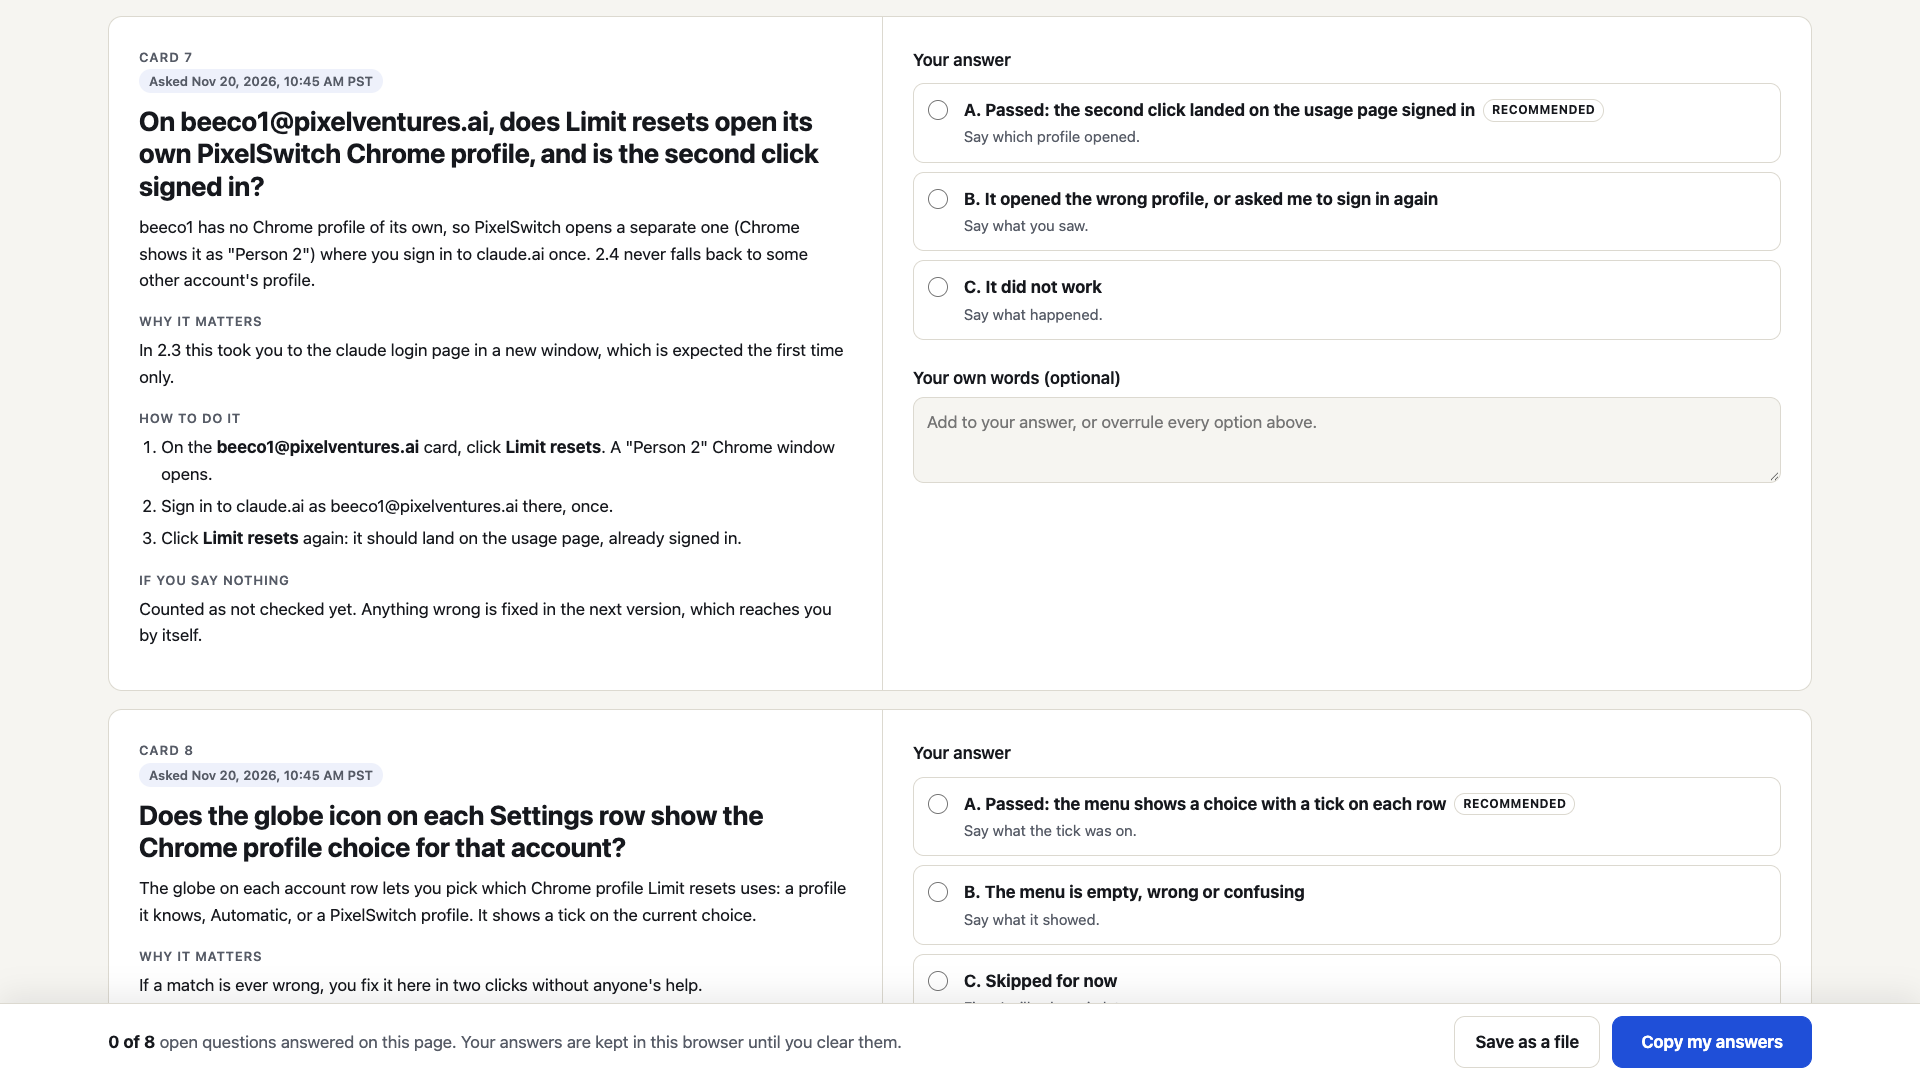 CARD 7
Asked Nov 20, 2026, 10:45 AM PST
On beeco1@pixelventures.ai, does Limit resets open its
own PixelSwitch Chrome profile, and is the second click
signed in?
beeco1 has no Chrome profile of its own, so PixelSwitch opens a separate one (Chrome
shows it as "Person 2") where you sign in to claude.ai once. 2.4 never falls back to some
other account's profile.
WHY IT MATTERS
In 2.3 this took you to the claude login page in a new window, which is expected the first time
only.
HOW TO DO IT
1. On the beeco1@pixelventures.ai card, click Limit resets. A "Person 2" Chrome window
opens.
2. Sign in to claude.ai as beeco1@pixelventures.ai there, once.
3. Click Limit resets again: it should land on the usage page, already signed in.
IF YOU SAY NOTHING
Counted as not checked yet. Anything wrong is fixed in the next version, which reaches you
by itself.
Your answer
A. Passed: the second click landed on the usage page signed in RECOMMENDED
Say which profile opened.
B. It opened the wrong profile, or asked me to sign in again
Say what you saw.
C. It did not work
Say what happened.
Your own words (optional)
Add to your answer, or overrule every option above.
CARD 8
Asked Nov 20, 2026, 10:45 AM PST
Does the globe icon on each Settings row show the
Chrome profile choice for that account?
The globe on each account row lets you pick which Chrome profile Limit resets uses: a profile
it knows, Automatic, or a PixelSwitch profile. It shows a tick on the current choice.
WHY IT MATTERS
If a match is ever wrong, you fix it here in two clicks without anyone's help.
Your answer
A. Passed: the menu shows a choice with a tick on each row RECOMMENDED
Say what the tick was on.
B. The menu is empty, wrong or confusing
Say what it showed.
C. Skipped for now
0 of 8 open questions answered on this page. Your answers are kept in this browser until you clear them.
Save as a file
Copy my answers